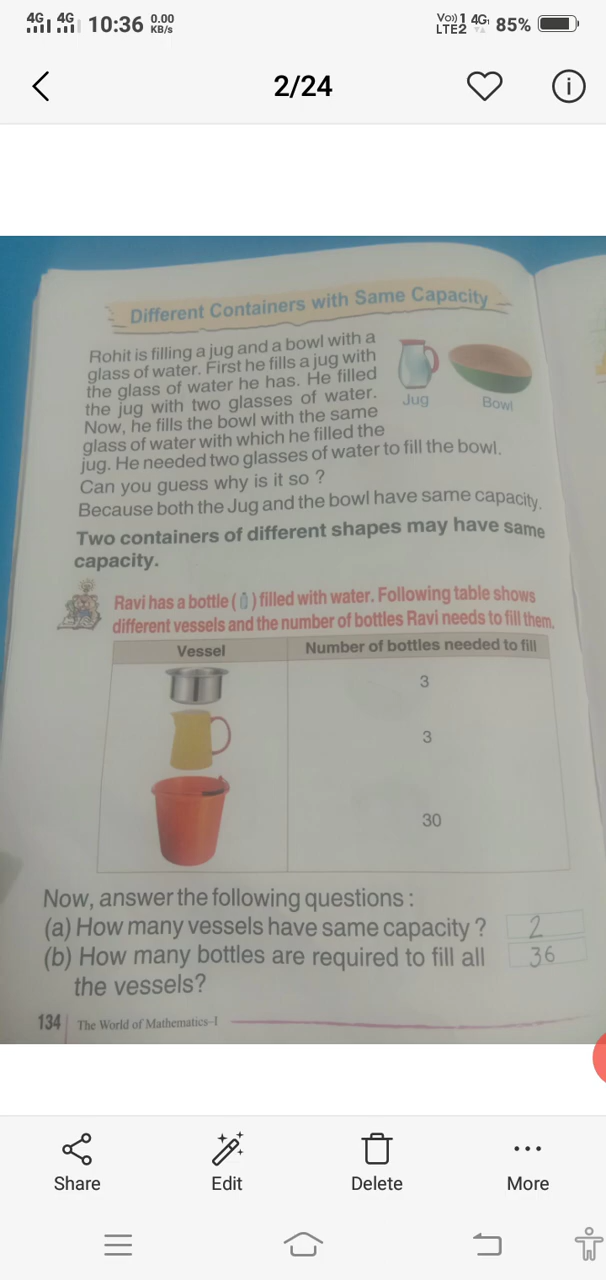 4G 4G 10:36 0.00 KB/s Vo) 1 4G LTE2 85%
2/24
Different Containers with Same Capacity
Rohit is filling a jug and a bowl with a
glass of water. First he fills a jug with
the glass of water he has. He filled
the jug with two glasses of water.
Now, he fills the bowl with the same
glass of water with which he filled the
jug. He needed two glasses of water to fill the bowl.
Jug Bowl
Can you guess why is it so ?
Because both the Jug and the bowl have same capacity.
Two containers of different shapes may have same
capacity.
Ravi has a bottle ( ) filled with water. Following table shows
different vessels and the number of bottles Ravi needs to fill them.
Vessel Number of bottles needed to fill
3
3
30
Now, answer the following questions :
(a) How many vessels have same capacity ? 2
(b) How many bottles are required to fill all 36
the vessels?
134 The World of Mathematics-I
Share Edit Delete More